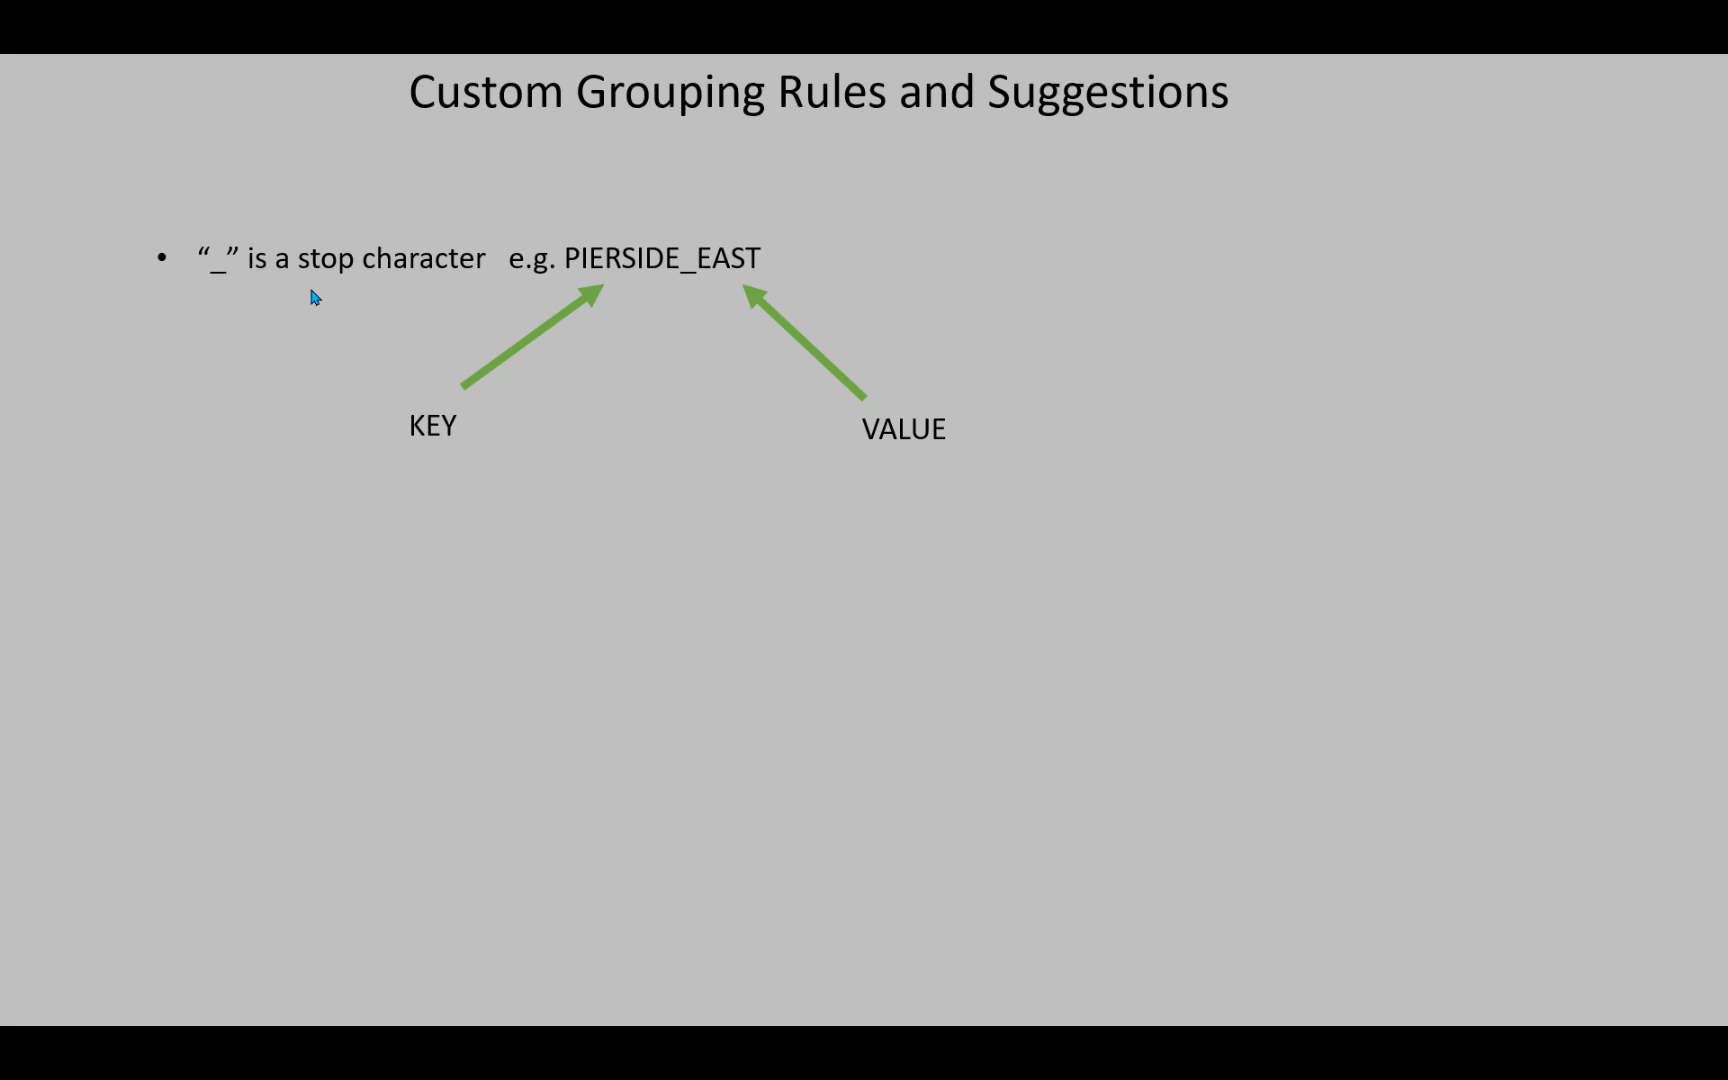 Custom Grouping Rules and Suggestions
• “_” is a stop character e.g. PIERSIDE_EAST
KEY
VALUE